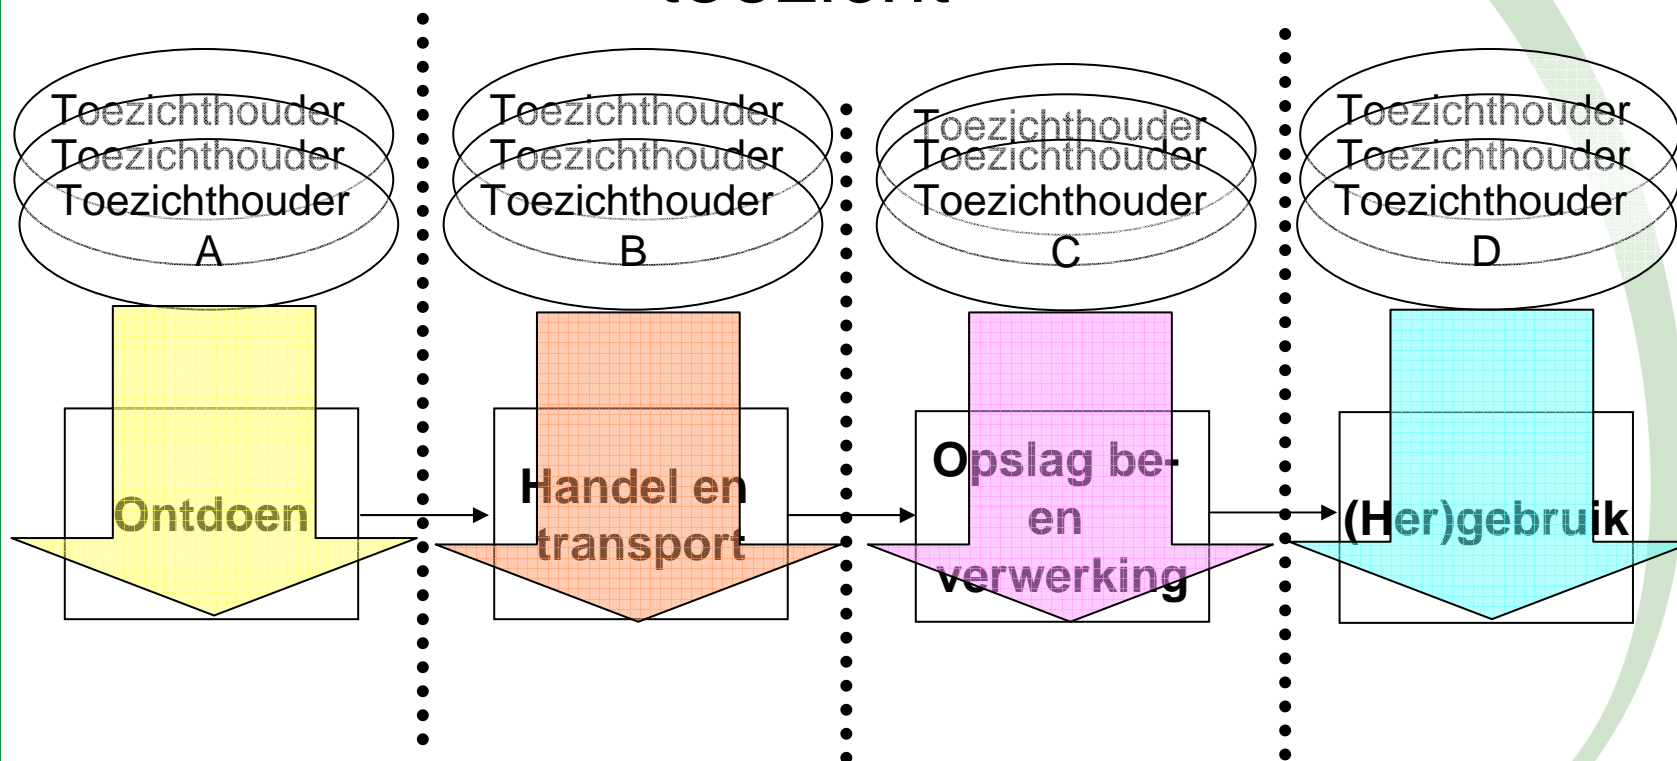 toezicht
Toezichthouder
Toezichthouder
Toezichthouder
A
Toezichthouder
Toezichthouder
Toezichthouder
B
Toezichthouder
Toezichthouder
Toezichthouder
C
Toezichthouder
Toezichthouder
Toezichthouder
D
Ontdoen
Handel en
transport
Opslag be-
en
verwerking
(Her)gebruik